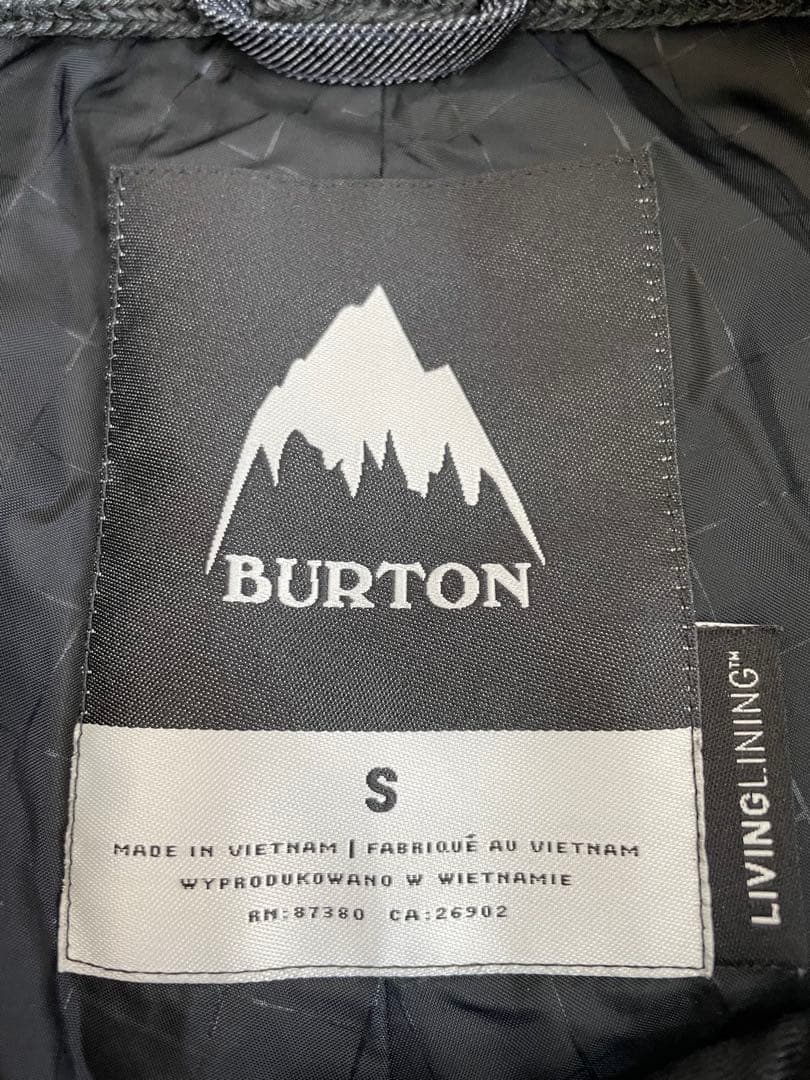 BURTON
S
MADE IN VIETNAM | FABRIQUÉ AU VIETNAM
WYPRODUKOWANO W WIETNAMIE
RN:87380 CA:26902
LIVINGLINING™